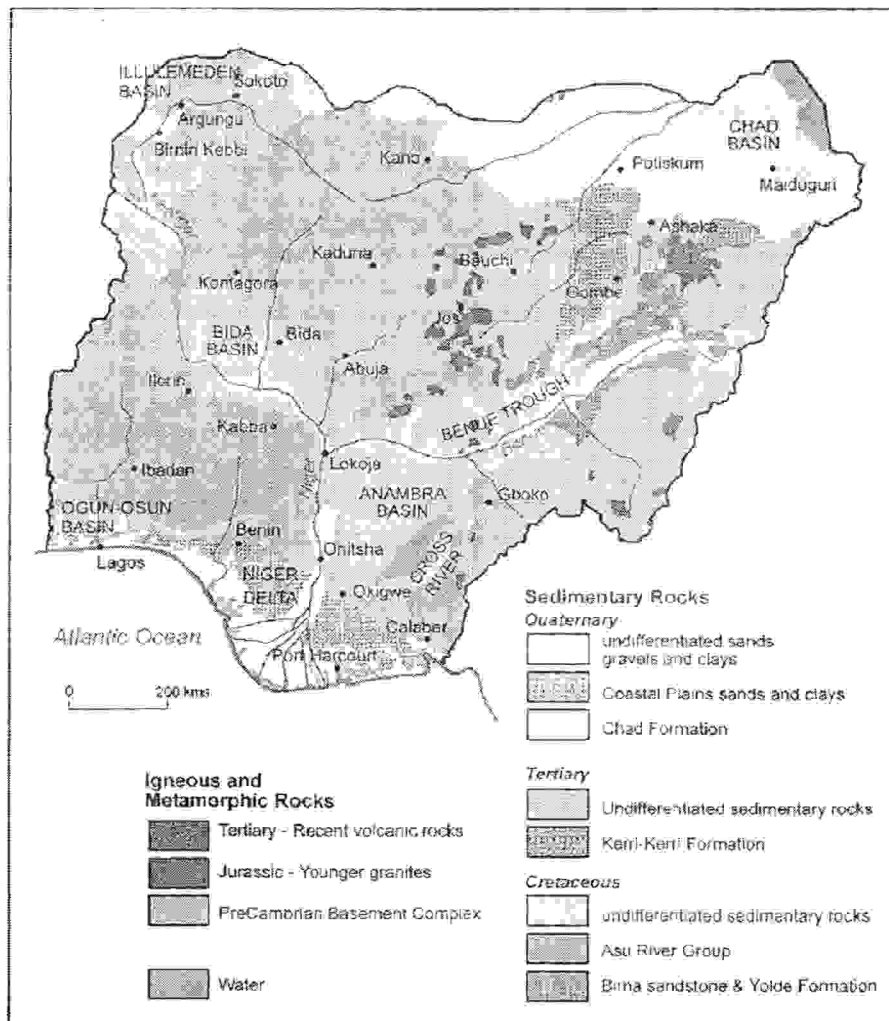 ILLULEMEDEN
BASIN
Sokoto
Argungu
Birnin Kebbi
Kano
CHAD
BASIN
Potiskum
Maiduguri
Ashaka
Kaduna
Bauchi
Kontagora
Gombe
Jos
BIDA
BASIN
Bida
Abuja
Ilorin
BENUE TROUGH
Kabba
Lokoja
Niger
Ibadan
ANAMBRA
BASIN
Gboko
OGUN-OSUN
BASIN
Benin
Onitsha
CROSS
RIVER
Lagos
NIGER
DELTA
Okigwe
Calabar
Atlantic Ocean
Port Harcourt
0 200 kms
Sedimentary Rocks
Quaternary
undifferentiated sands
gravels and clays
Coastal Plains sands and clays
Chad Formation
Tertiary
Undifferentiated sedimentary rocks
Kerri-Kerri Formation
Cretaceous
undifferentiated sedimentary rocks
Asu River Group
Bima sandstone & Yolde Formation
Igneous and
Metamorphic Rocks
Tertiary - Recent volcanic rocks
Jurassic - Younger granites
PreCambrian Basement Complex
Water